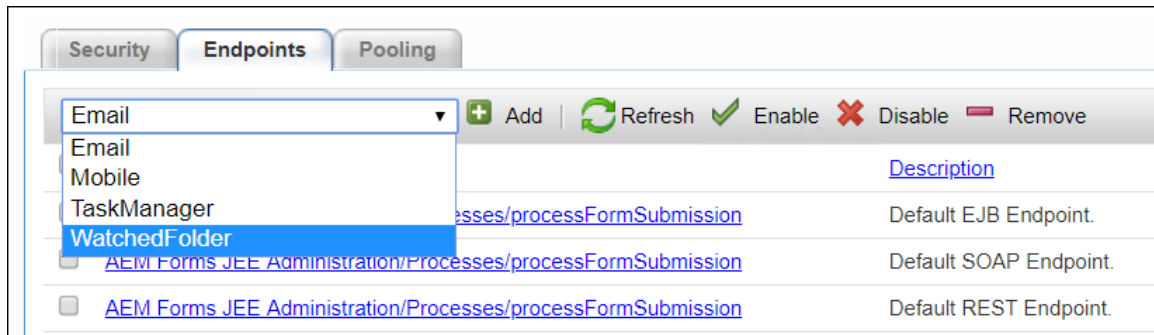 Security Endpoints Pooling
Email Add Refresh Enable Disable Remove
Email
Mobile Description
TaskManager esses/processFormSubmission Default EJB Endpoint.
WatchedFolder
AEM Forms JEE Administration/Processes/processFormSubmission Default SOAP Endpoint.
AEM Forms JEE Administration/Processes/processFormSubmission Default REST Endpoint.